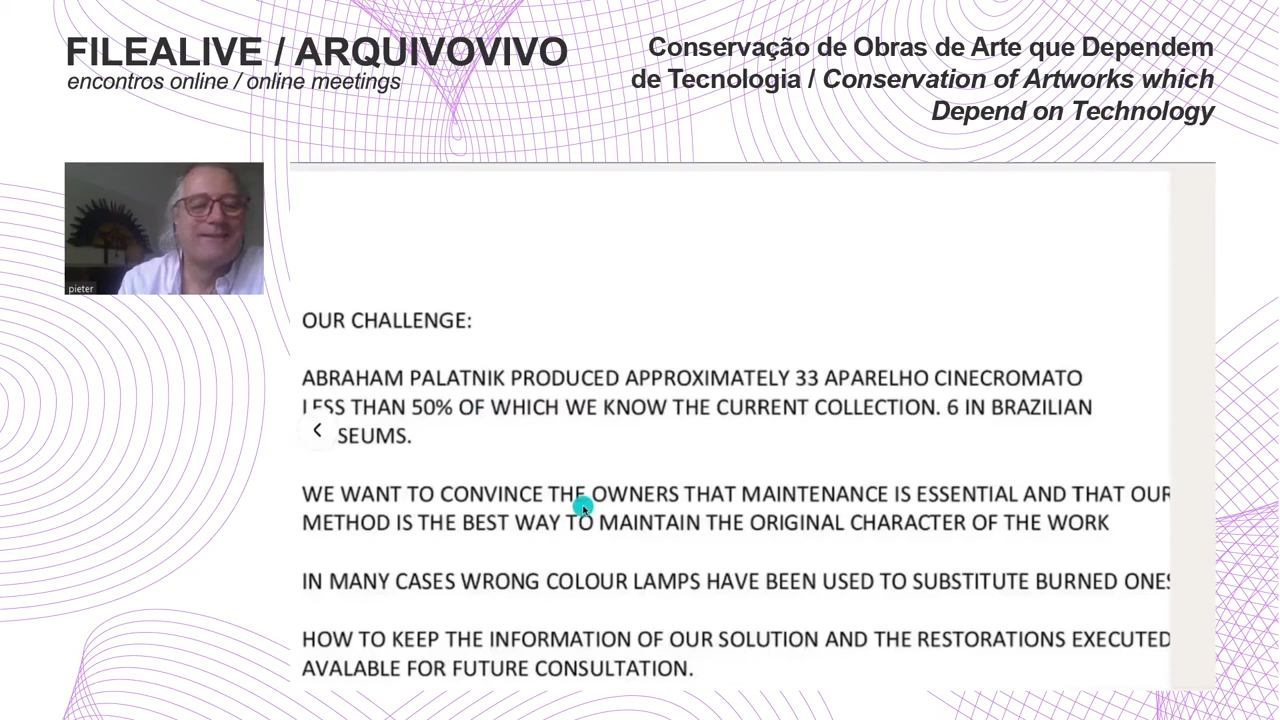 FILEALIVE / ARQUIVOVIVO
encontros online / online meetings
Conservação de Obras de Arte que Dependem
de Tecnologia / Conservation of Artworks which
Depend on Technology
pieter
OUR CHALLENGE:
ABRAHAM PALATNIK PRODUCED APPROXIMATELY 33 APARELHO CINECROMATO
LESS THAN 50% OF WHICH WE KNOW THE CURRENT COLLECTION. 6 IN BRAZILIAN
SEUMS.
WE WANT TO CONVINCE THE OWNERS THAT MAINTENANCE IS ESSENTIAL AND THAT OUR
METHOD IS THE BEST WAY TO MAINTAIN THE ORIGINAL CHARACTER OF THE WORK
IN MANY CASES WRONG COLOUR LAMPS HAVE BEEN USED TO SUBSTITUTE BURNED ONES
HOW TO KEEP THE INFORMATION OF OUR SOLUTION AND THE RESTORATIONS EXECUTED
AVALABLE FOR FUTURE CONSULTATION.